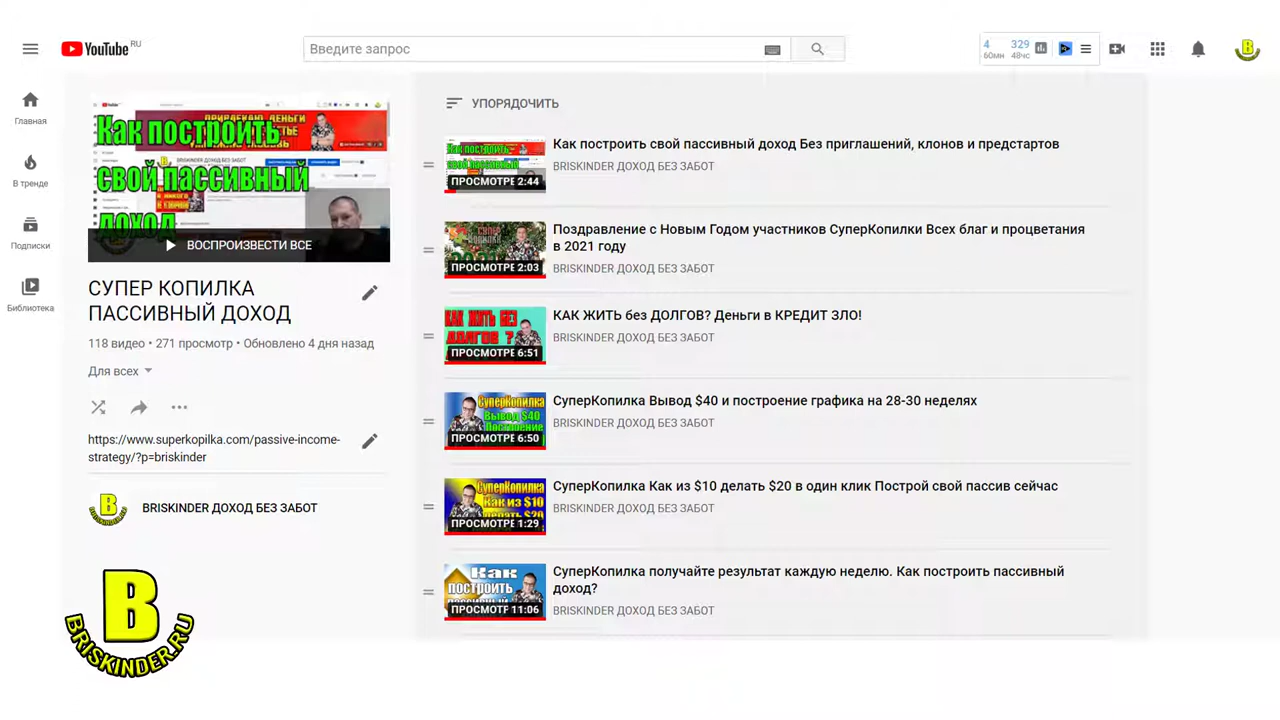 YouTube RU
Введите запрос
4 329
60мн 48чс
Главная
В тренде
Подписки
Библиотека
Как построить
свой пассивный
доход
ВОСПРОИЗВЕСТИ ВСЕ
СУПЕР КОПИЛКА
ПАССИВНЫЙ ДОХОД
118 видео • 271 просмотр • Обновлено 4 дня назад
Для всех
https://www.superkopilka.com/passive-income-
strategy/?p=briskinder
BRISKINDER ДОХОД БЕЗ ЗАБОТ
B
BRISKINDER.RU
УПОРЯДОЧИТЬ
ПРОСМОТРЕ 2:44
Как построить свой пассивный доход Без приглашений, клонов и предстартов
BRISKINDER ДОХОД БЕЗ ЗАБОТ
ПРОСМОТРЕ 2:03
Поздравление с Новым Годом участников СуперКопилки Всех благ и процветания
в 2021 году
BRISKINDER ДОХОД БЕЗ ЗАБОТ
КАК ЖИТЬ БЕЗ
ДОЛГОВ ?
ПРОСМОТРЕ 6:51
КАК ЖИТЬ без ДОЛГОВ? Деньги в КРЕДИТ ЗЛО!
BRISKINDER ДОХОД БЕЗ ЗАБОТ
СуперКопилка
Вывод $40
Построение
ПРОСМОТРЕ 6:50
СуперКопилка Вывод $40 и построение графика на 28-30 неделях
BRISKINDER ДОХОД БЕЗ ЗАБОТ
СуперКопилка
Как из $10
делать $20
ПРОСМОТРЕ 1:29
СуперКопилка Как из $10 делать $20 в один клик Построй свой пассив сейчас
BRISKINDER ДОХОД БЕЗ ЗАБОТ
Как
построить
ПРОСМОТР 11:06
СуперКопилка получайте результат каждую неделю. Как построить пассивный
доход?
BRISKINDER ДОХОД БЕЗ ЗАБОТ